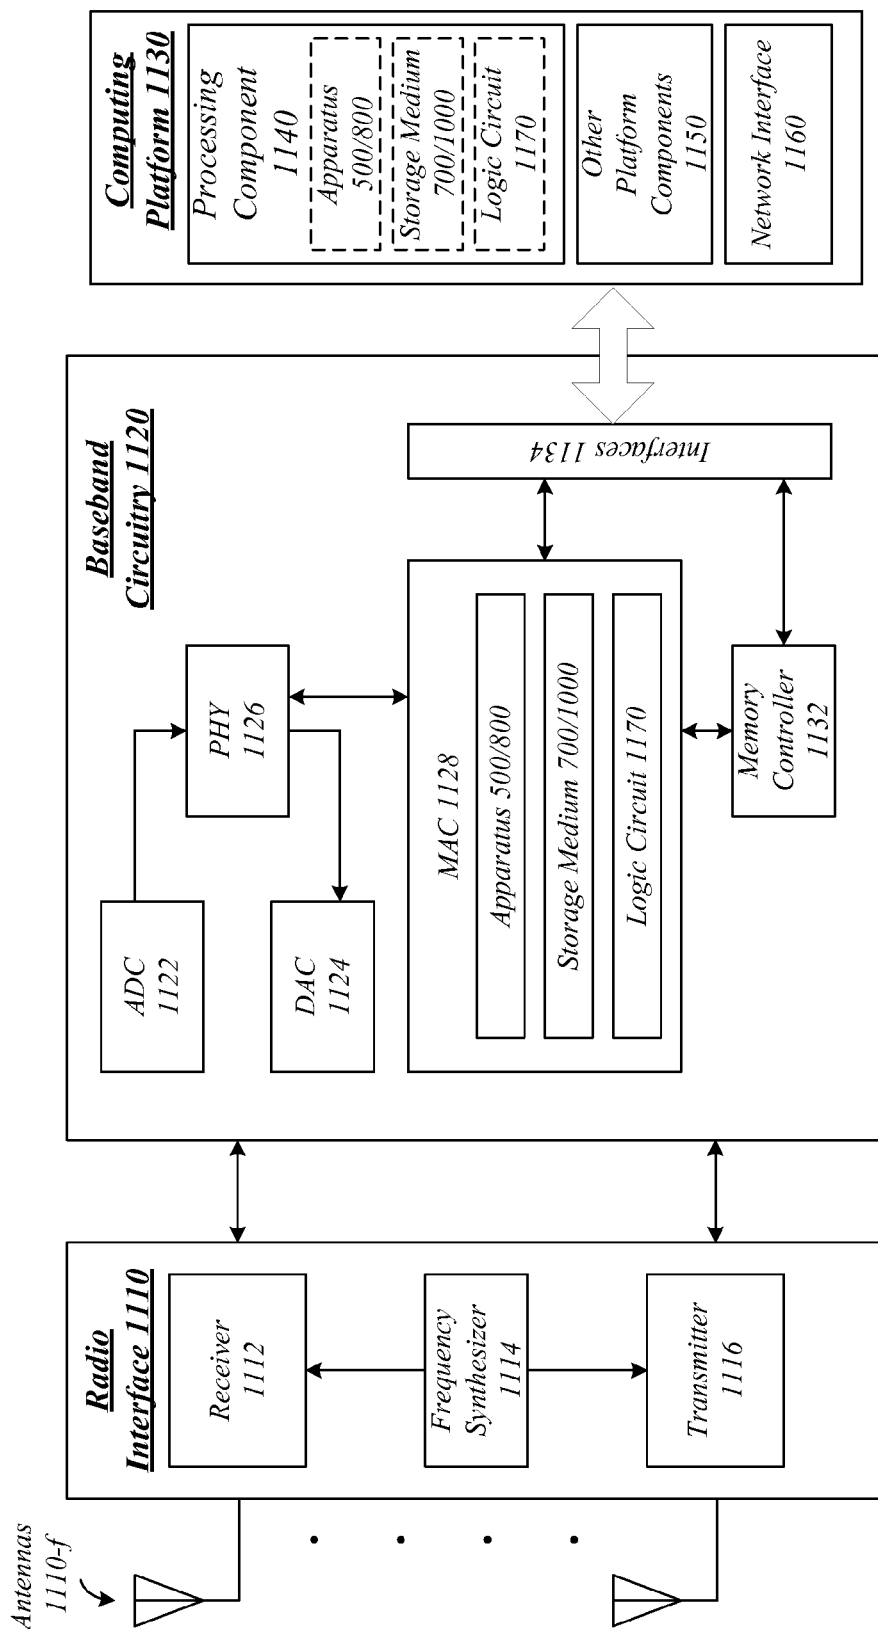 Antennas
1110-f
Radio
Interface 1110
Receiver
1112
Frequency
Synthesizer
1114
Transmitter
1116
Baseband
Circuitry 1120
ADC
1122
DAC
1124
PHY
1126
MAC 1128
Apparatus 500/800
Storage Medium 700/1000
Logic Circuit 1170
Memory
Controller
1132
Interfaces 1134
Computing
Platform 1130
Processing
Component
1140
Apparatus
500/800
Storage Medium
700/1000
Logic Circuit
1170
Other
Platform
Components
1150
Network Interface
1160